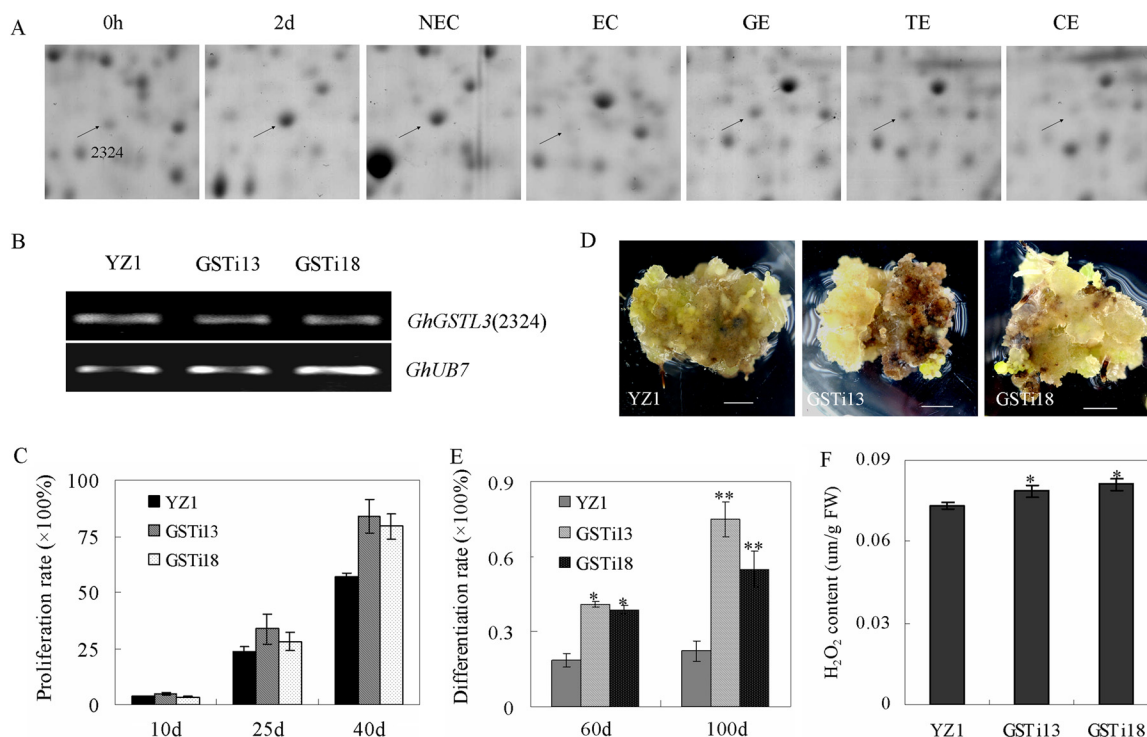 A
0h 2d NEC EC GE TE CE
2324
B
YZ1 GSTi13 GSTi18
GhGSTL3(2324)
GhUB7
D
YZ1 GSTi13 GSTi18
C
Proliferation rate (×100%)
100
75
50
25
0
YZ1
GSTi13
GSTi18
10d 25d 40d
E
Differentiation rate (×100%)
0.9
0.6
0.3
0
YZ1
GSTi13
GSTi18
* *
** **
60d 100d
F
H₂O₂ content (um/g FW)
0.09
0.06
0.03
0
* *
YZ1 GSTi13 GSTi18